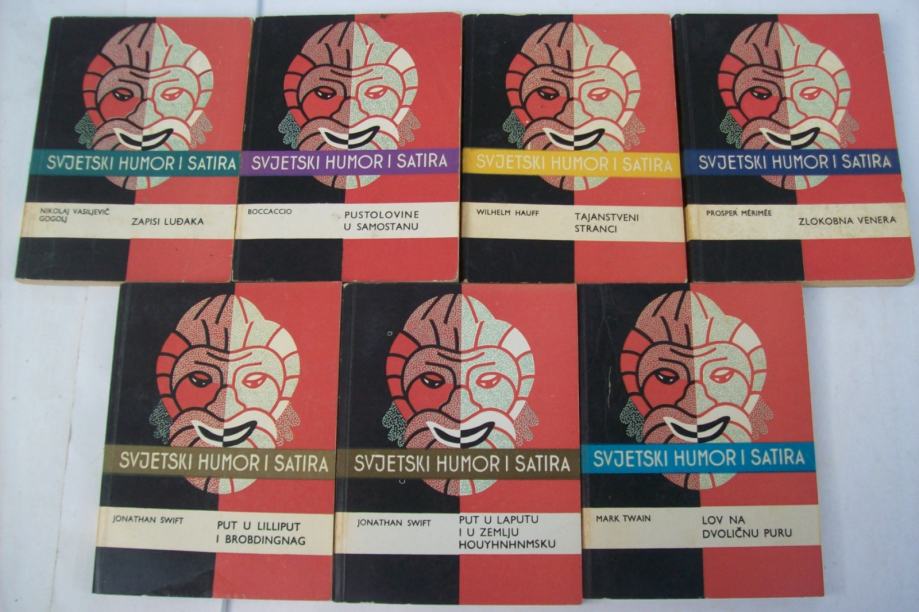 SVJETSKI HUMOR I SATIRA
NIKOLAJ VASILJEVIČ
GOGOLJ
ZAPISI LUĐAKA
SVJETSKI HUMOR I SATIRA
BOCCACCIO
PUSTOLOVINE
U SAMOSTANU
SVJETSKI HUMOR I SATIRA
WILHELM HAUFF
TAJANSTVENI
STRANCI
SVJETSKI HUMOR I SATIRA
PROSPER MÉRIMÉE
ZLOKOBNA VENERA
SVJETSKI HUMOR I SATIRA
JONATHAN SWIFT
PUT U LILLIPUT
I BROBDINGNAG
SVJETSKI HUMOR I SATIRA
JONATHAN SWIFT
PUT U LAPUTU
I U ZEMLJU
HOUYHNHNMSKU
SVJETSKI HUMOR I SATIRA
MARK TWAIN
LOV NA
DVOLIČNU PURU